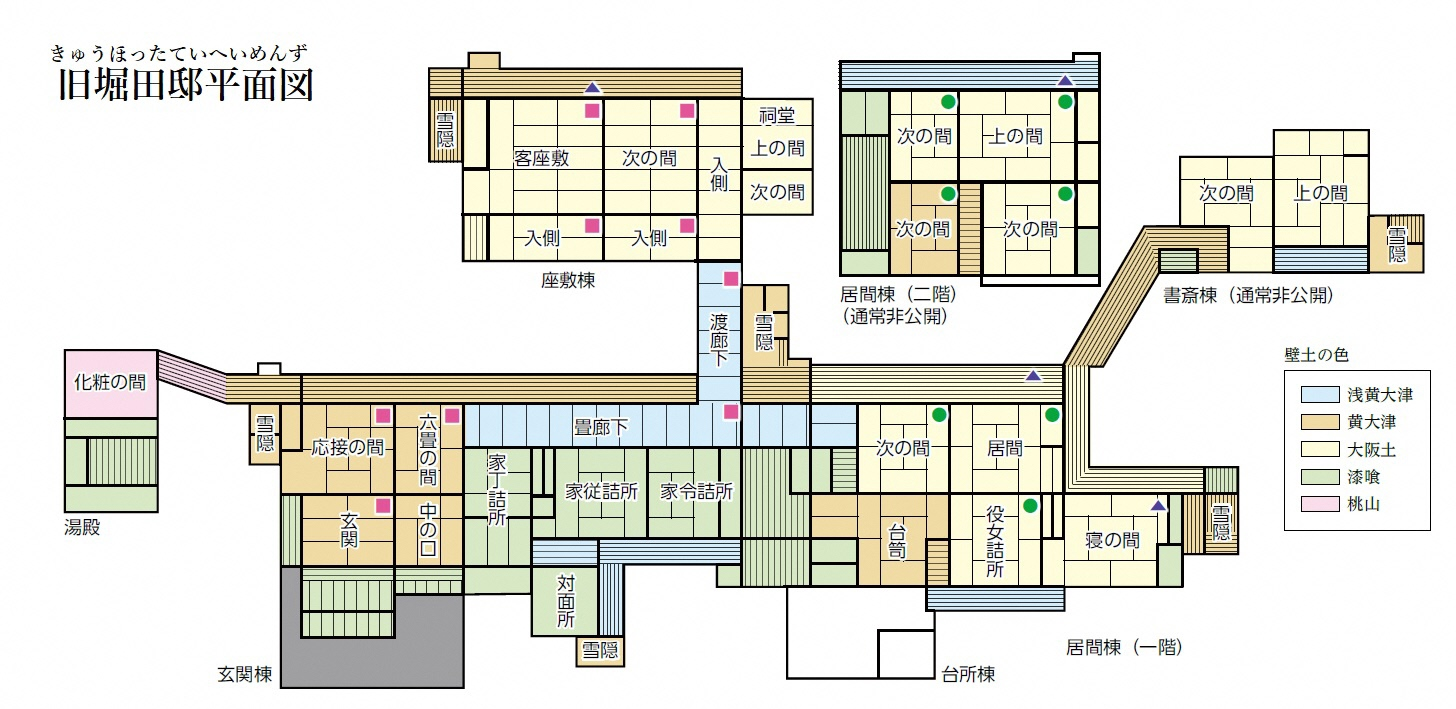 きゅうほったていへいめんず
旧堀田邸平面図
雪隠
客座敷
次の間
入側
祠堂
上の間
次の間
入側
入側
座敷棟
次の間
上の間
次の間
次の間
居間棟（二階）
（通常非公開）
次の間
上の間
雪隠
書斎棟（通常非公開）
渡廊下
雪隠
化粧の間
湯殿
雪隠
応接の間
六畳の間
畳廊下
家丁詰所
家従詰所
家令詰所
次の間
居間
玄関
中の口
台笥
役女詰所
寝の間
雪隠
対面所
雪隠
玄関棟
台所棟
居間棟（一階）
壁土の色
浅黄大津
黄大津
大阪土
漆喰
桃山